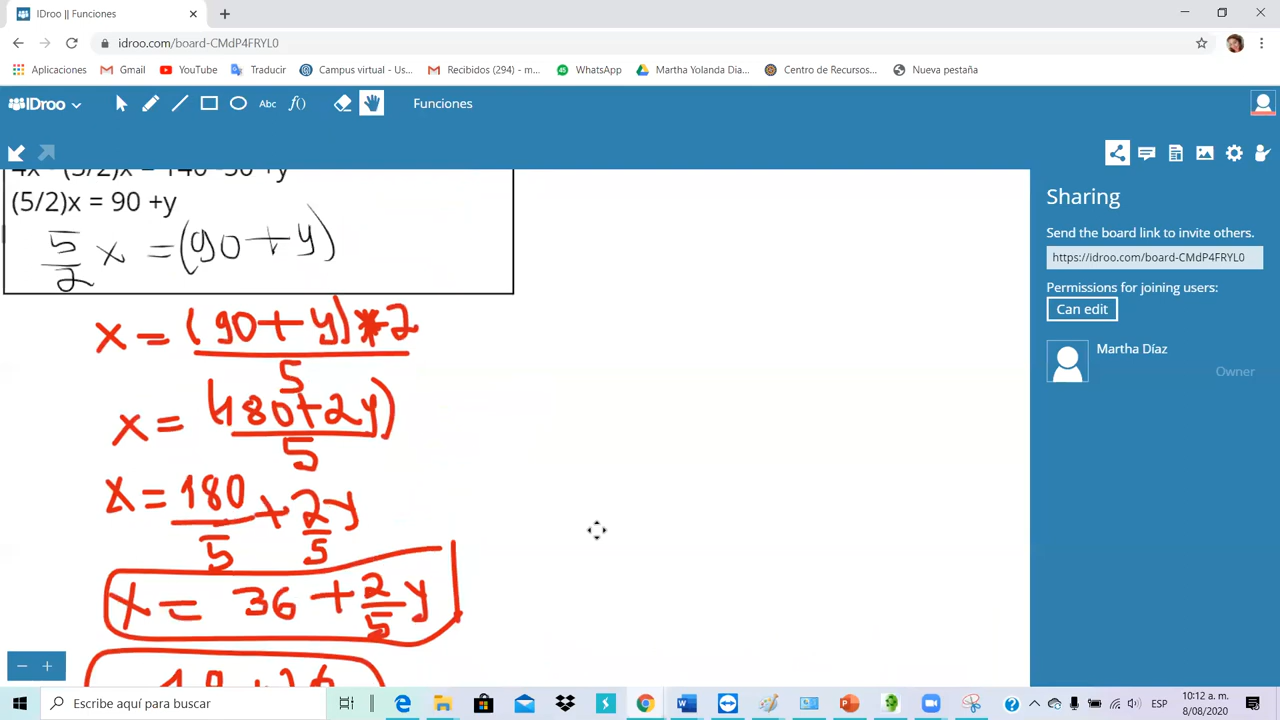 IDroo || Funciones
idroo.com/board-CMdP4FRYL0
Aplicaciones Gmail YouTube Traducir Campus virtual - Us... Recibidos (294) - m... WhatsApp Martha Yolanda Dia... Centro de Recursos... Nueva pestaña
IDroo Abc f() Funciones
(5/2)x = 90 +y
5/2 x = (90+y)
x = (90+y)*2/5
x = (180+2y)/5
x = 180/5 + 2/5 y
x = 36 + 2/5 y
Sharing
Send the board link to invite others.
https://idroo.com/board-CMdP4FRYL0
Permissions for joining users:
Can edit
Martha Díaz
Owner
Escribe aquí para buscar
ESP
10:12 a. m.
8/08/2020